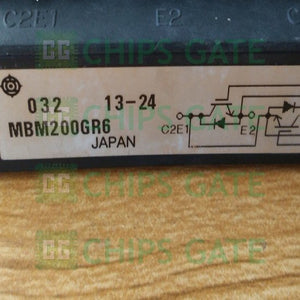 C2E1 E2
CHIPS GATE
032 13-24
MBM200GR6
JAPAN
C2E1 E2
CHIPS GATE
CHIPS GATE